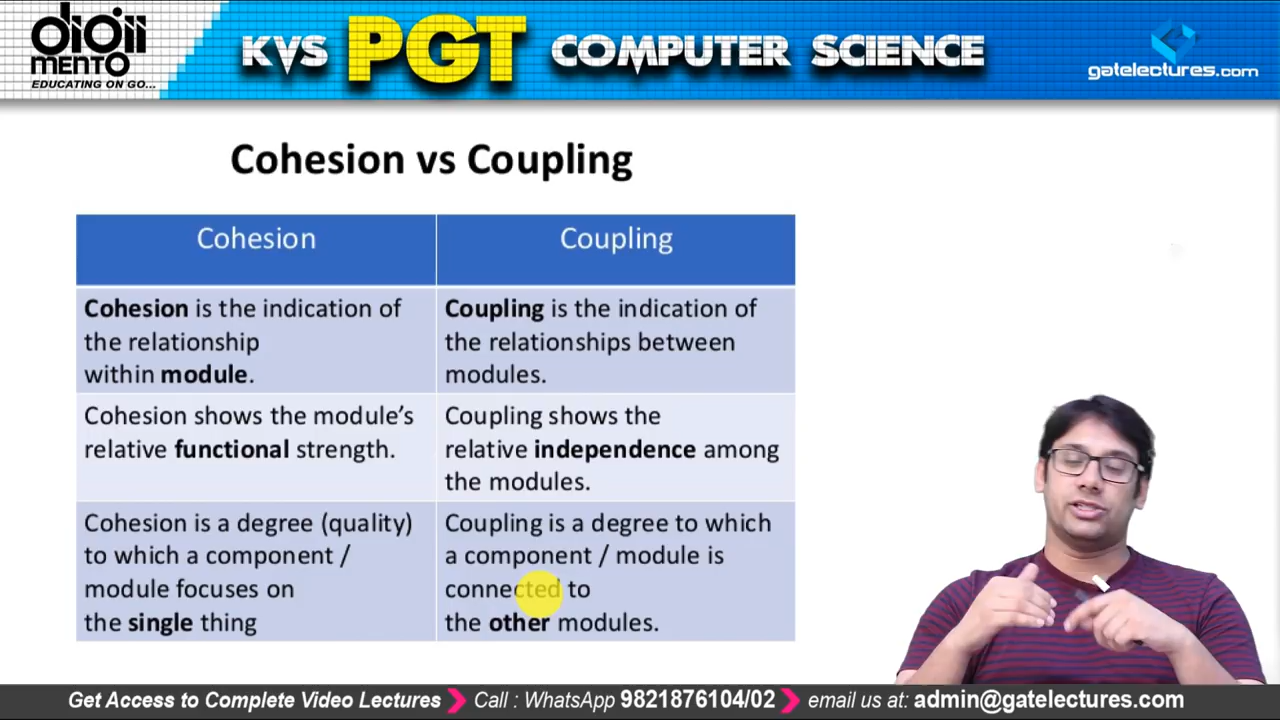 digii
MENTO
EDUCATING ON GO...
KVS PGT COMPUTER SCIENCE
gatelectures.com
Cohesion vs Coupling
Cohesion
Coupling
Cohesion is the indication of
the relationship
within module.
Coupling is the indication of
the relationships between
modules.
Cohesion shows the module's
relative functional strength.
Coupling shows the
relative independence among
the modules.
Cohesion is a degree (quality)
to which a component /
module focuses on
the single thing
Coupling is a degree to which
a component / module is
connected to
the other modules.
Get Access to Complete Video Lectures
Call : WhatsApp 9821876104/02
email us at: admin@gatelectures.com